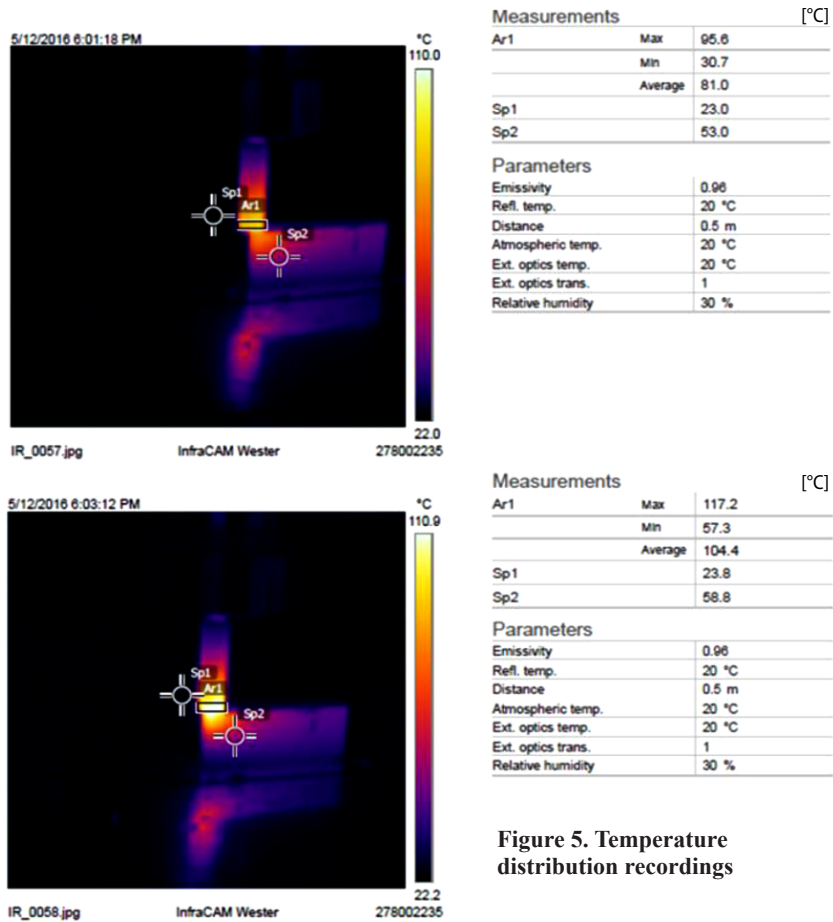 5/12/2016 6:01:18 PM
°C
110.0
Sp1
Ar1
Sp2
22.0
IR_0057.jpg InfraCAM Wester 278002235
Measurements [°C]
Ar1 Max 95.6
Min 30.7
Average 81.0
Sp1 23.0
Sp2 53.0
Parameters
Emissivity 0.96
Refl. temp. 20 °C
Distance 0.5 m
Atmospheric temp. 20 °C
Ext. optics temp. 20 °C
Ext. optics trans. 1
Relative humidity 30 %
5/12/2016 6:03:12 PM
°C
110.9
Sp1
Ar1
Sp2
22.2
IR_0058.jpg InfraCAM Wester 278002235
Measurements [°C]
Ar1 Max 117.2
Min 57.3
Average 104.4
Sp1 23.8
Sp2 58.8
Parameters
Emissivity 0.96
Refl. temp. 20 °C
Distance 0.5 m
Atmospheric temp. 20 °C
Ext. optics temp. 20 °C
Ext. optics trans. 1
Relative humidity 30 %
Figure 5. Temperature
distribution recordings